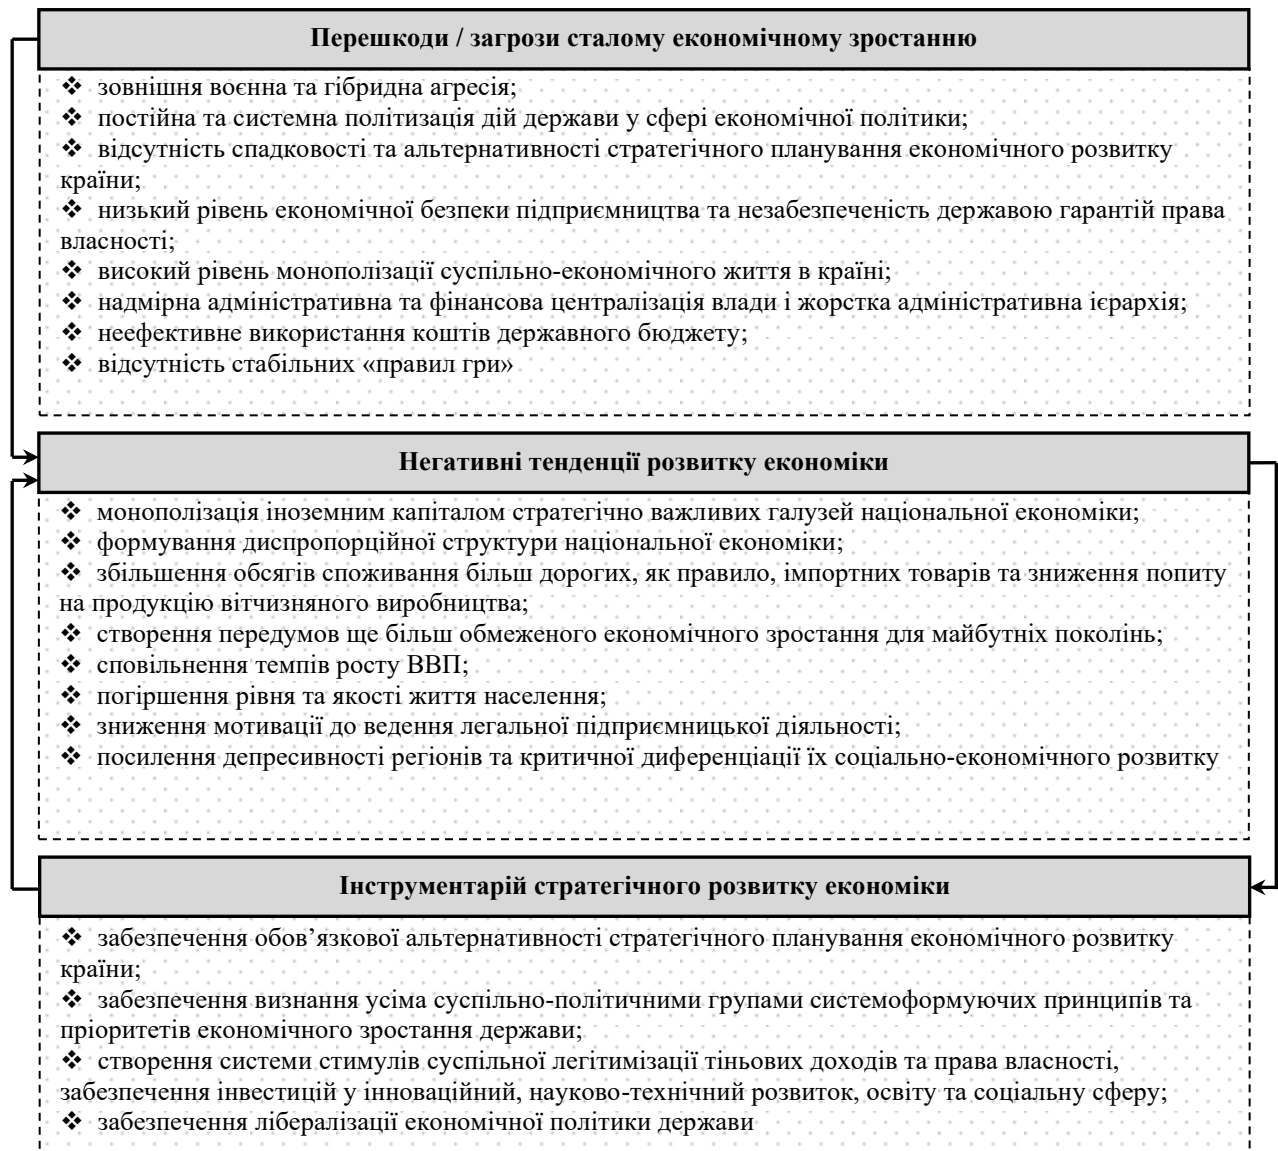 Перешкоди / загрози сталому економічному зростанню
❖ зовнішня воєнна та гібридна агресія;
❖ постійна та системна політизація дій держави у сфері економічної політики;
❖ відсутність спадковості та альтернативності стратегічного планування економічного розвитку
країни;
❖ низький рівень економічної безпеки підприємництва та незабезпеченість державою гарантій права
власності;
❖ високий рівень монополізації суспільно-економічного життя в країні;
❖ надмірна адміністративна та фінансова централізація влади і жорстка адміністративна ієрархія;
❖ неефективне використання коштів державного бюджету;
❖ відсутність стабільних «правил гри»
Негативні тенденції розвитку економіки
❖ монополізація іноземним капіталом стратегічно важливих галузей національної економіки;
❖ формування диспропорційної структури національної економіки;
❖ збільшення обсягів споживання більш дорогих, як правило, імпортних товарів та зниження попиту
на продукцію вітчизняного виробництва;
❖ створення передумов ще більш обмеженого економічного зростання для майбутніх поколінь;
❖ сповільнення темпів росту ВВП;
❖ погіршення рівня та якості життя населення;
❖ зниження мотивації до ведення легальної підприємницької діяльності;
❖ посилення депресивності регіонів та критичної диференціації їх соціально-економічного розвитку
Інструментарій стратегічного розвитку економіки
❖ забезпечення обов’язкової альтернативності стратегічного планування економічного розвитку
країни;
❖ забезпечення визнання усіма суспільно-політичними групами системоформуючих принципів та
пріоритетів економічного зростання держави;
❖ створення системи стимулів суспільної легітимізації тіньових доходів та права власності,
забезпечення інвестицій у інноваційний, науково-технічний розвиток, освіту та соціальну сферу;
❖ забезпечення лібералізації економічної політики держави